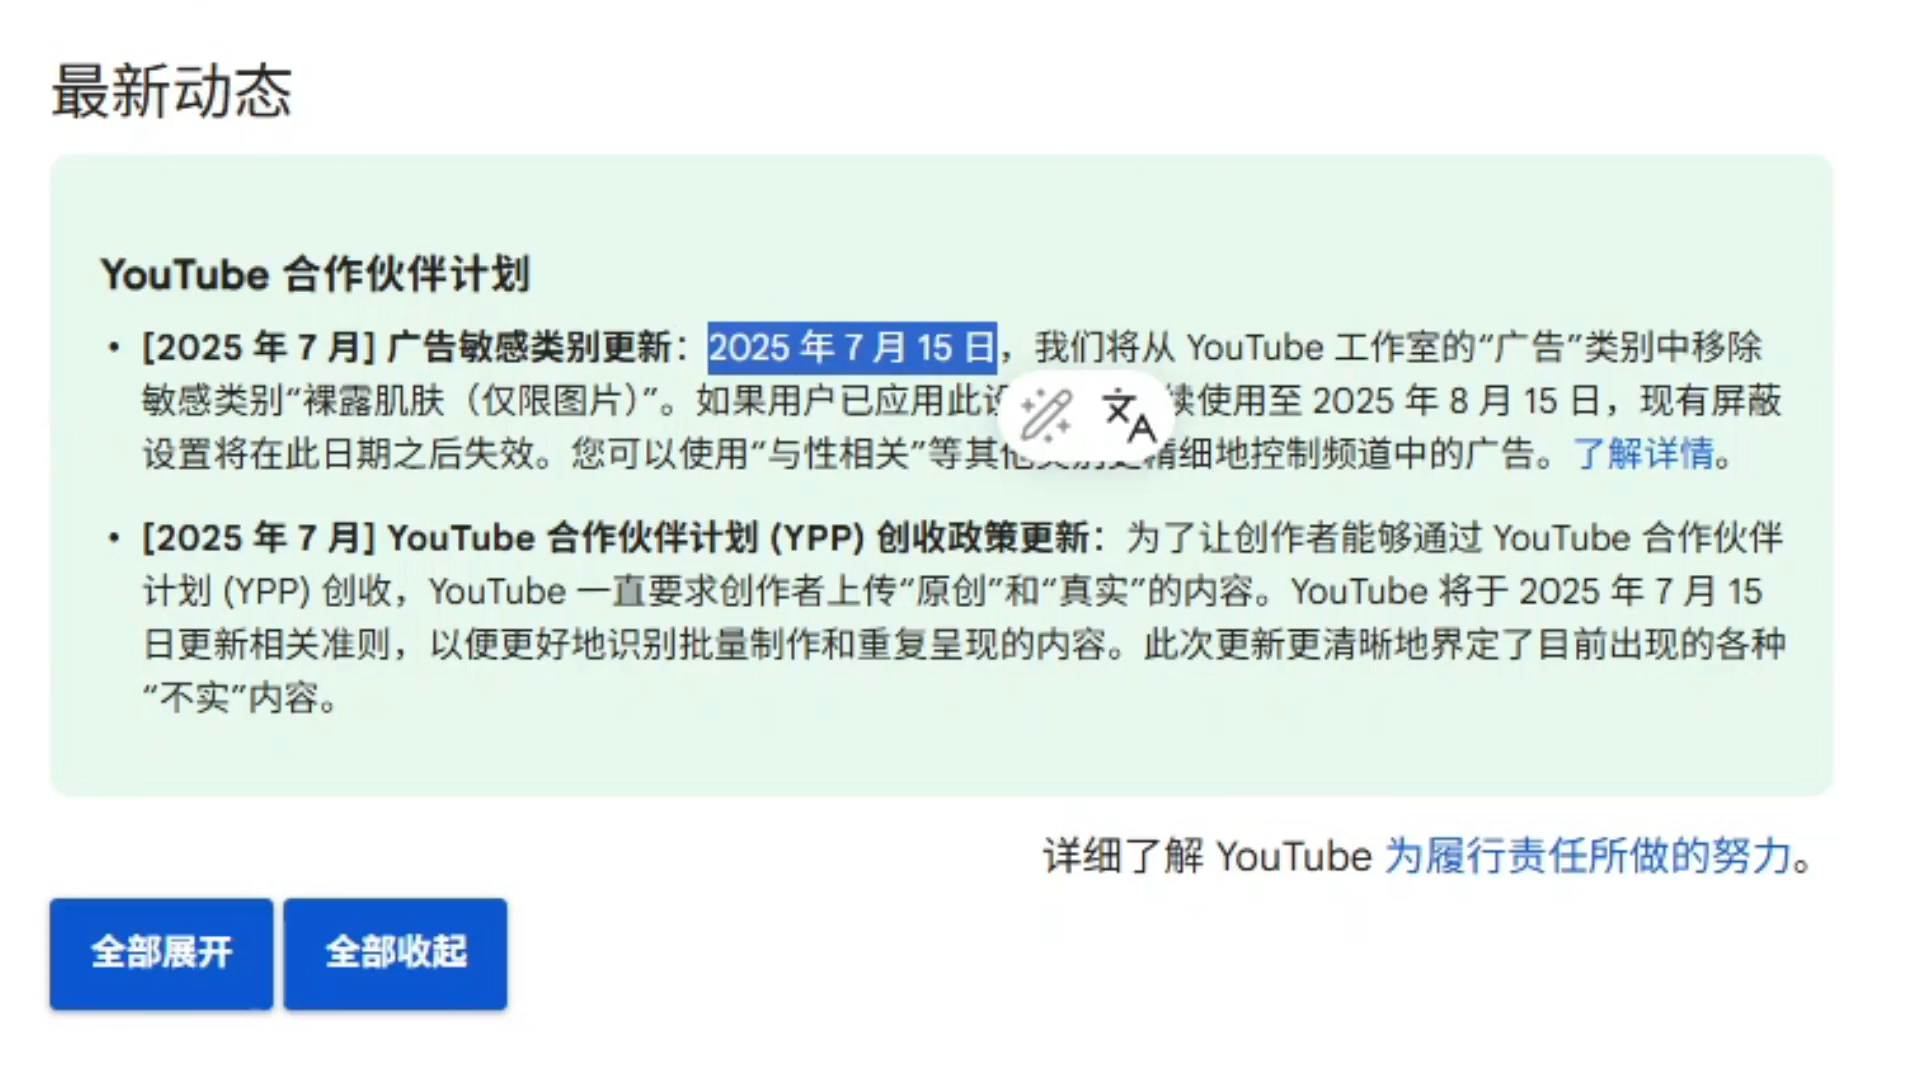 最新动态
YouTube 合作伙伴计划
• [2025 年 7 月] 广告敏感类别更新：2025 年 7 月 15 日，我们将从 YouTube 工作室的“广告”类别中移除
敏感类别“裸露肌肤（仅限图片）”。如果用户已应用此设 续使用至 2025 年 8 月 15 日，现有屏蔽
设置将在此日期之后失效。您可以使用“与性相关”等其他类别更精细地控制频道中的广告。了解详情。
• [2025 年 7 月] YouTube 合作伙伴计划 (YPP) 创收政策更新：为了让创作者能够通过 YouTube 合作伙伴
计划 (YPP) 创收，YouTube 一直要求创作者上传“原创”和“真实”的内容。YouTube 将于 2025 年 7 月 15
日更新相关准则，以便更好地识别批量制作和重复呈现的内容。此次更新更清晰地界定了目前出现的各种
“不实”内容。
详细了解 YouTube 为履行责任所做的努力。
全部展开 全部收起